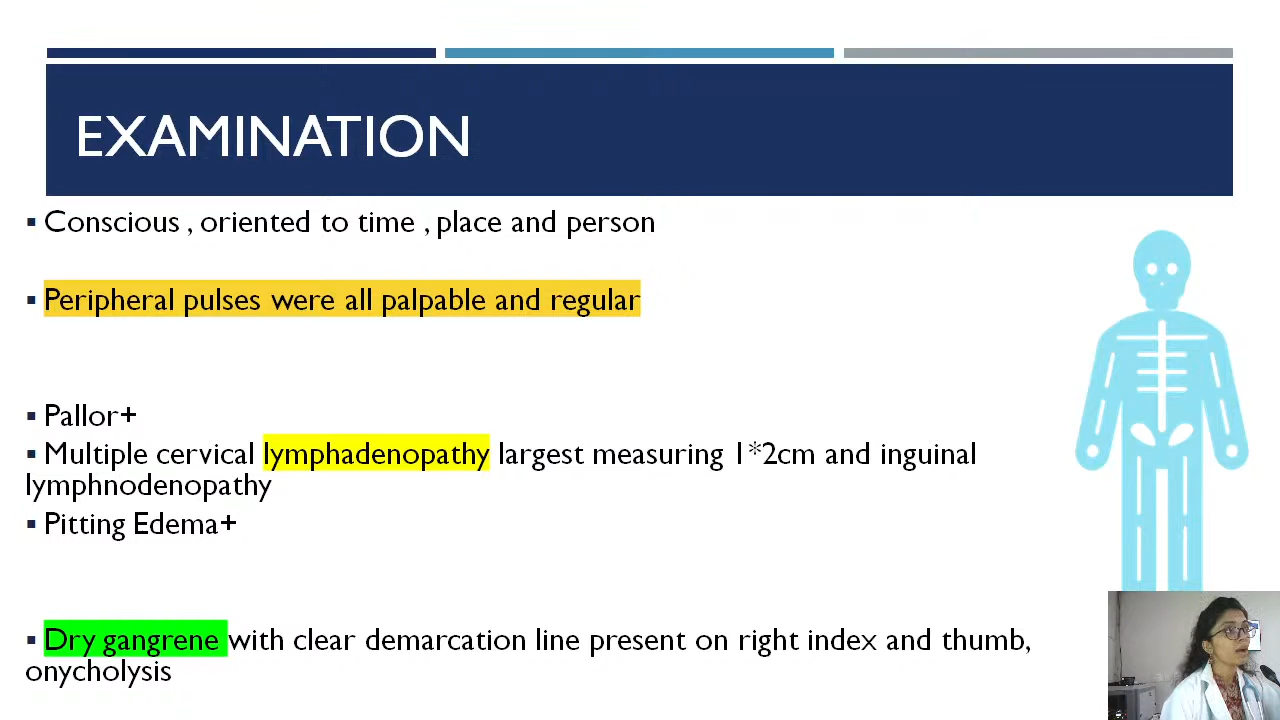 EXAMINATION
▪ Conscious , oriented to time , place and person
▪ Peripheral pulses were all palpable and regular
▪ Pallor+
▪ Multiple cervical lymphadenopathy largest measuring 1*2cm and inguinal
lymphnodenopathy
▪ Pitting Edema+
▪ Dry gangrene with clear demarcation line present on right index and thumb,
onycholysis